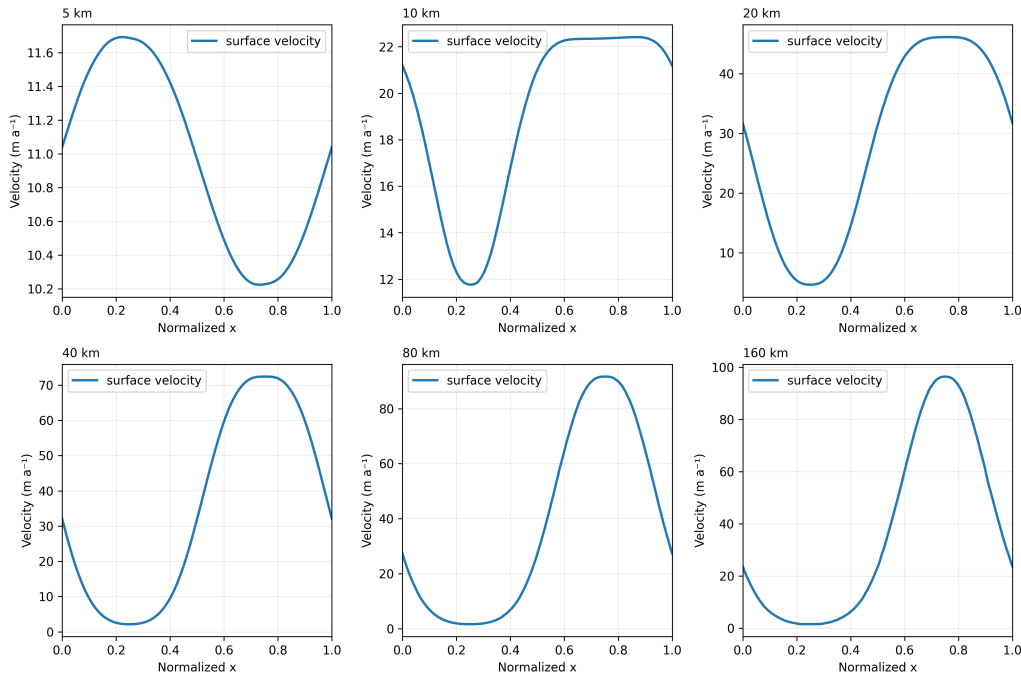 5 km
surface velocity
11.6
11.4
11.2
11.0
10.8
10.6
10.4
10.2
Velocity (m a⁻¹)
0.0 0.2 0.4 0.6 0.8 1.0
Normalized x
10 km
surface velocity
22
20
18
16
14
12
Velocity (m a⁻¹)
0.0 0.2 0.4 0.6 0.8 1.0
Normalized x
20 km
surface velocity
40
30
20
10
Velocity (m a⁻¹)
0.0 0.2 0.4 0.6 0.8 1.0
Normalized x
40 km
surface velocity
70
60
50
40
30
20
10
0
Velocity (m a⁻¹)
0.0 0.2 0.4 0.6 0.8 1.0
Normalized x
80 km
surface velocity
80
60
40
20
0
Velocity (m a⁻¹)
0.0 0.2 0.4 0.6 0.8 1.0
Normalized x
160 km
surface velocity
100
80
60
40
20
0
Velocity (m a⁻¹)
0.0 0.2 0.4 0.6 0.8 1.0
Normalized x